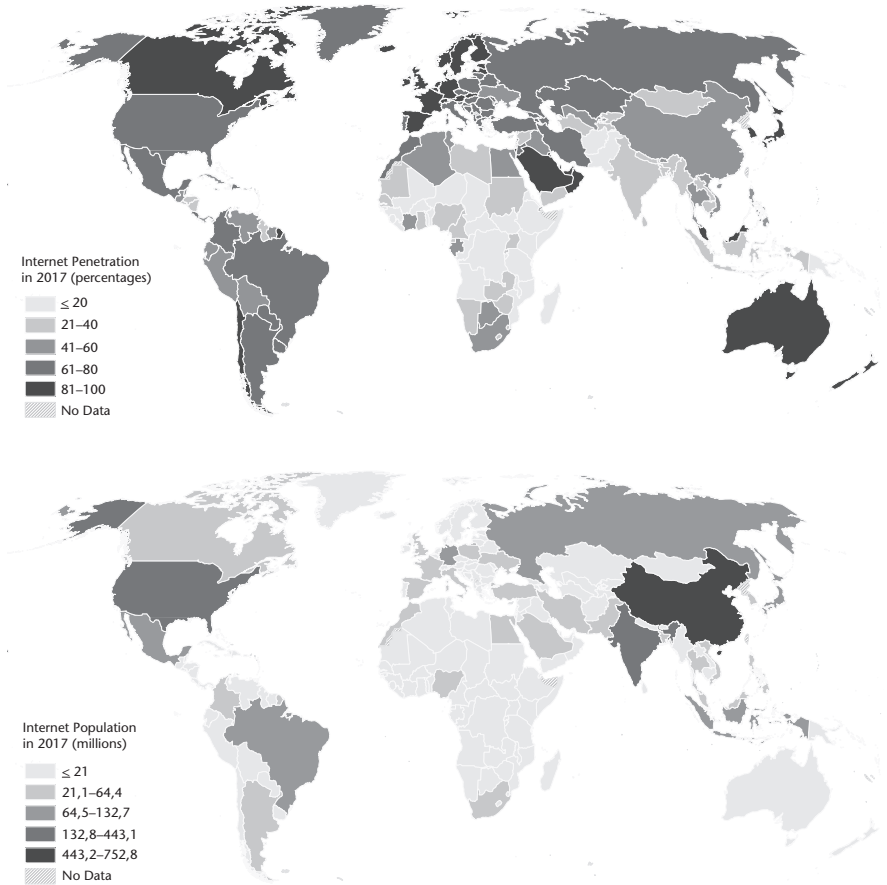 Internet Penetration
in 2017 (percentages)
≤ 20
21–40
41–60
61–80
81–100
No Data
Internet Population
in 2017 (millions)
≤ 21
21,1–64,4
64,5–132,7
132,8–443,1
443,2–752,8
No Data